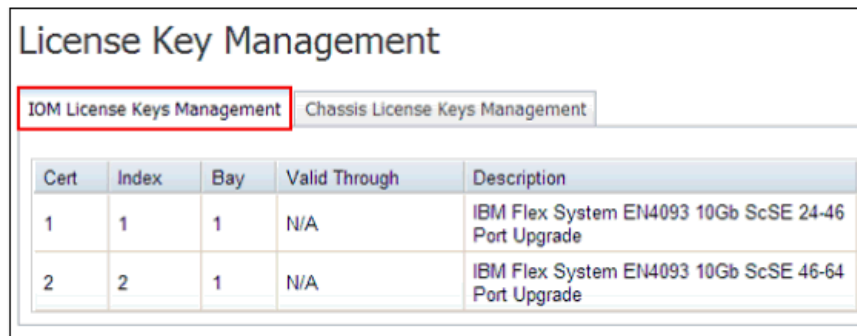 License Key Management
IOM License Keys Management Chassis License Keys Management
Cert Index Bay Valid Through Description
1 1 1 N/A IBM Flex System EN4093 10Gb ScSE 24-46
Port Upgrade
2 2 1 N/A IBM Flex System EN4093 10Gb ScSE 46-64
Port Upgrade